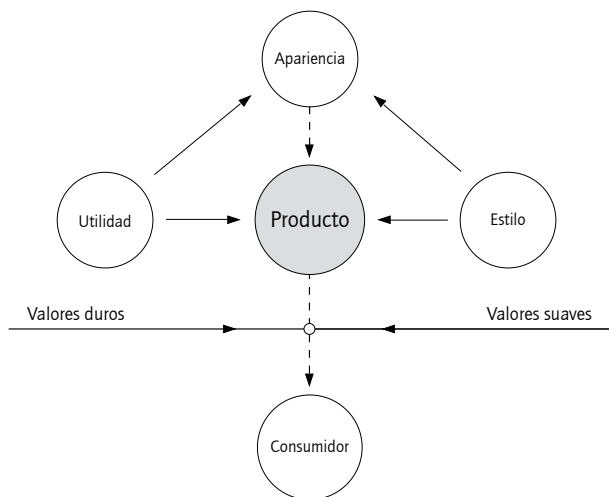 Apariencia
Utilidad
Producto
Estilo
Valores duros
Valores suaves
Consumidor